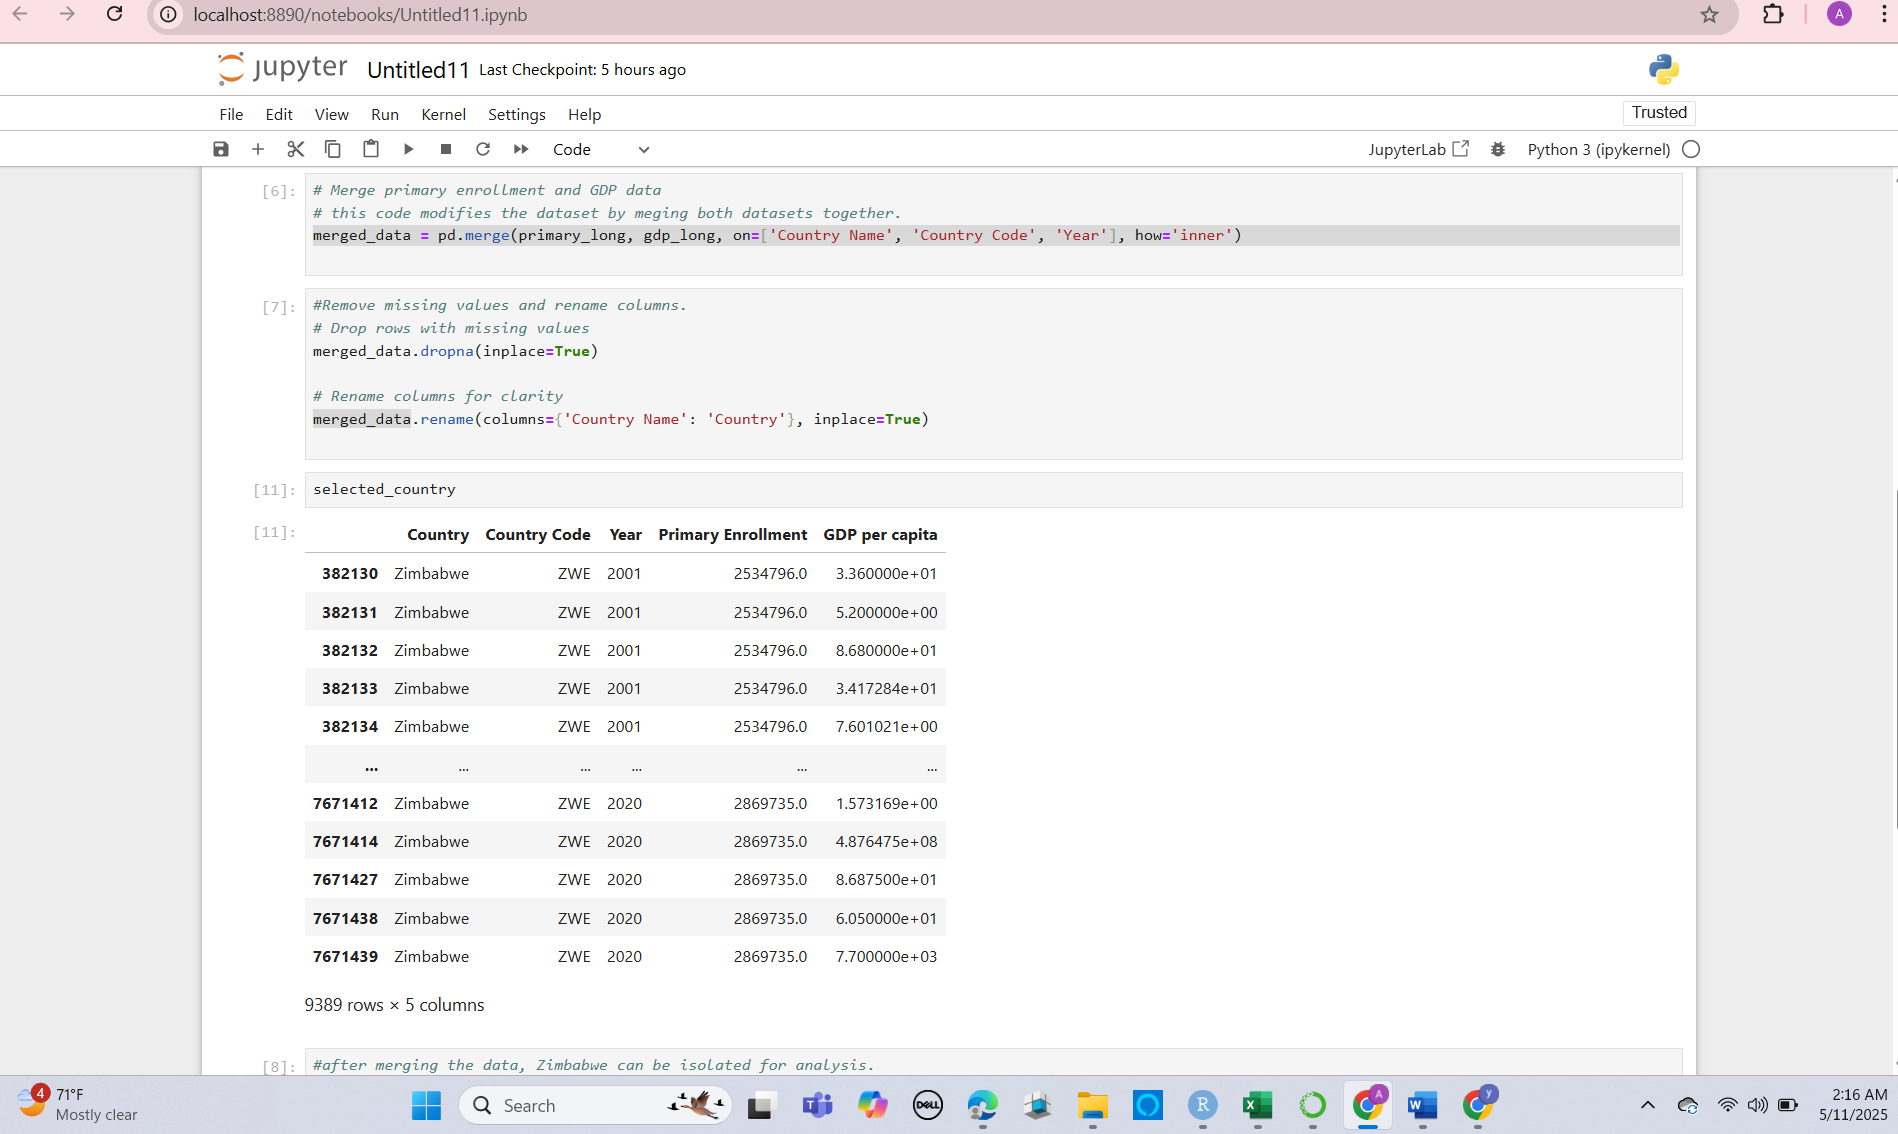 localhost:8890/notebooks/Untitled11.ipynb
A
jupyter Untitled11 Last Checkpoint: 5 hours ago
File Edit View Run Kernel Settings Help Trusted
Code JupyterLab Python 3 (ipykernel)
[6]: # Merge primary enrollment and GDP data
# this code modifies the dataset by meging both datasets together.
merged_data = pd.merge(primary_long, gdp_long, on=['Country Name', 'Country Code', 'Year'], how='inner')
[7]: #Remove missing values and rename columns.
# Drop rows with missing values
merged_data.dropna(inplace=True)
# Rename columns for clarity
merged_data.rename(columns={'Country Name': 'Country'}, inplace=True)
[11]: selected_country
[11]: Country Country Code Year Primary Enrollment GDP per capita
382130 Zimbabwe ZWE 2001 2534796.0 3.360000e+01
382131 Zimbabwe ZWE 2001 2534796.0 5.200000e+00
382132 Zimbabwe ZWE 2001 2534796.0 8.680000e+01
382133 Zimbabwe ZWE 2001 2534796.0 3.417284e+01
382134 Zimbabwe ZWE 2001 2534796.0 7.601021e+00
... ... ... ... ... ...
7671412 Zimbabwe ZWE 2020 2869735.0 1.573169e+00
7671414 Zimbabwe ZWE 2020 2869735.0 4.876475e+08
7671427 Zimbabwe ZWE 2020 2869735.0 8.687500e+01
7671438 Zimbabwe ZWE 2020 2869735.0 6.050000e+01
7671439 Zimbabwe ZWE 2020 2869735.0 7.700000e+03
9389 rows × 5 columns
[8]: #after merging the data, Zimbabwe can be isolated for analysis.
4 71°F
Mostly clear
Search
DELL
T
R
X
A
W
y
2:16 AM
5/11/2025